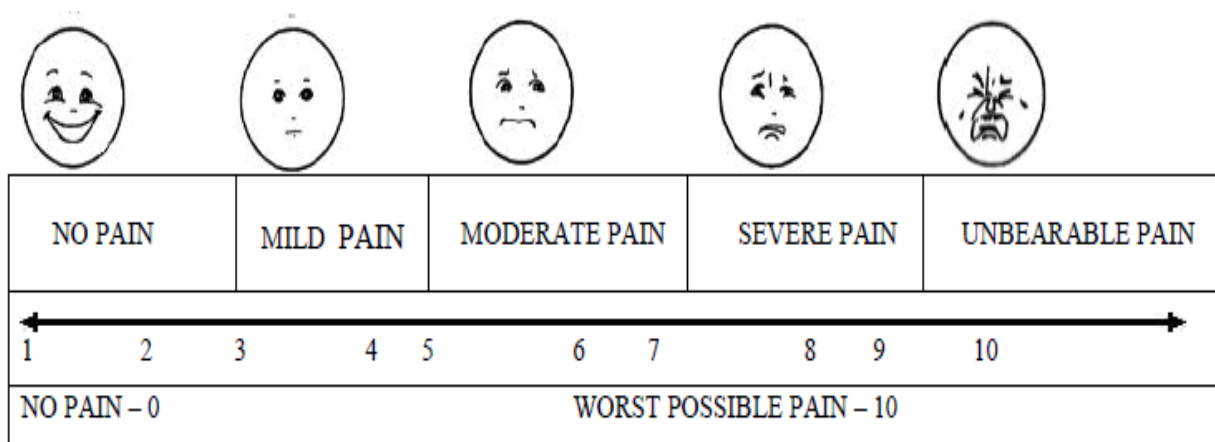 NO PAIN MILD PAIN MODERATE PAIN SEVERE PAIN UNBEARABLE PAIN
1 2 3 4 5 6 7 8 9 10
NO PAIN – 0 WORST POSSIBLE PAIN – 10